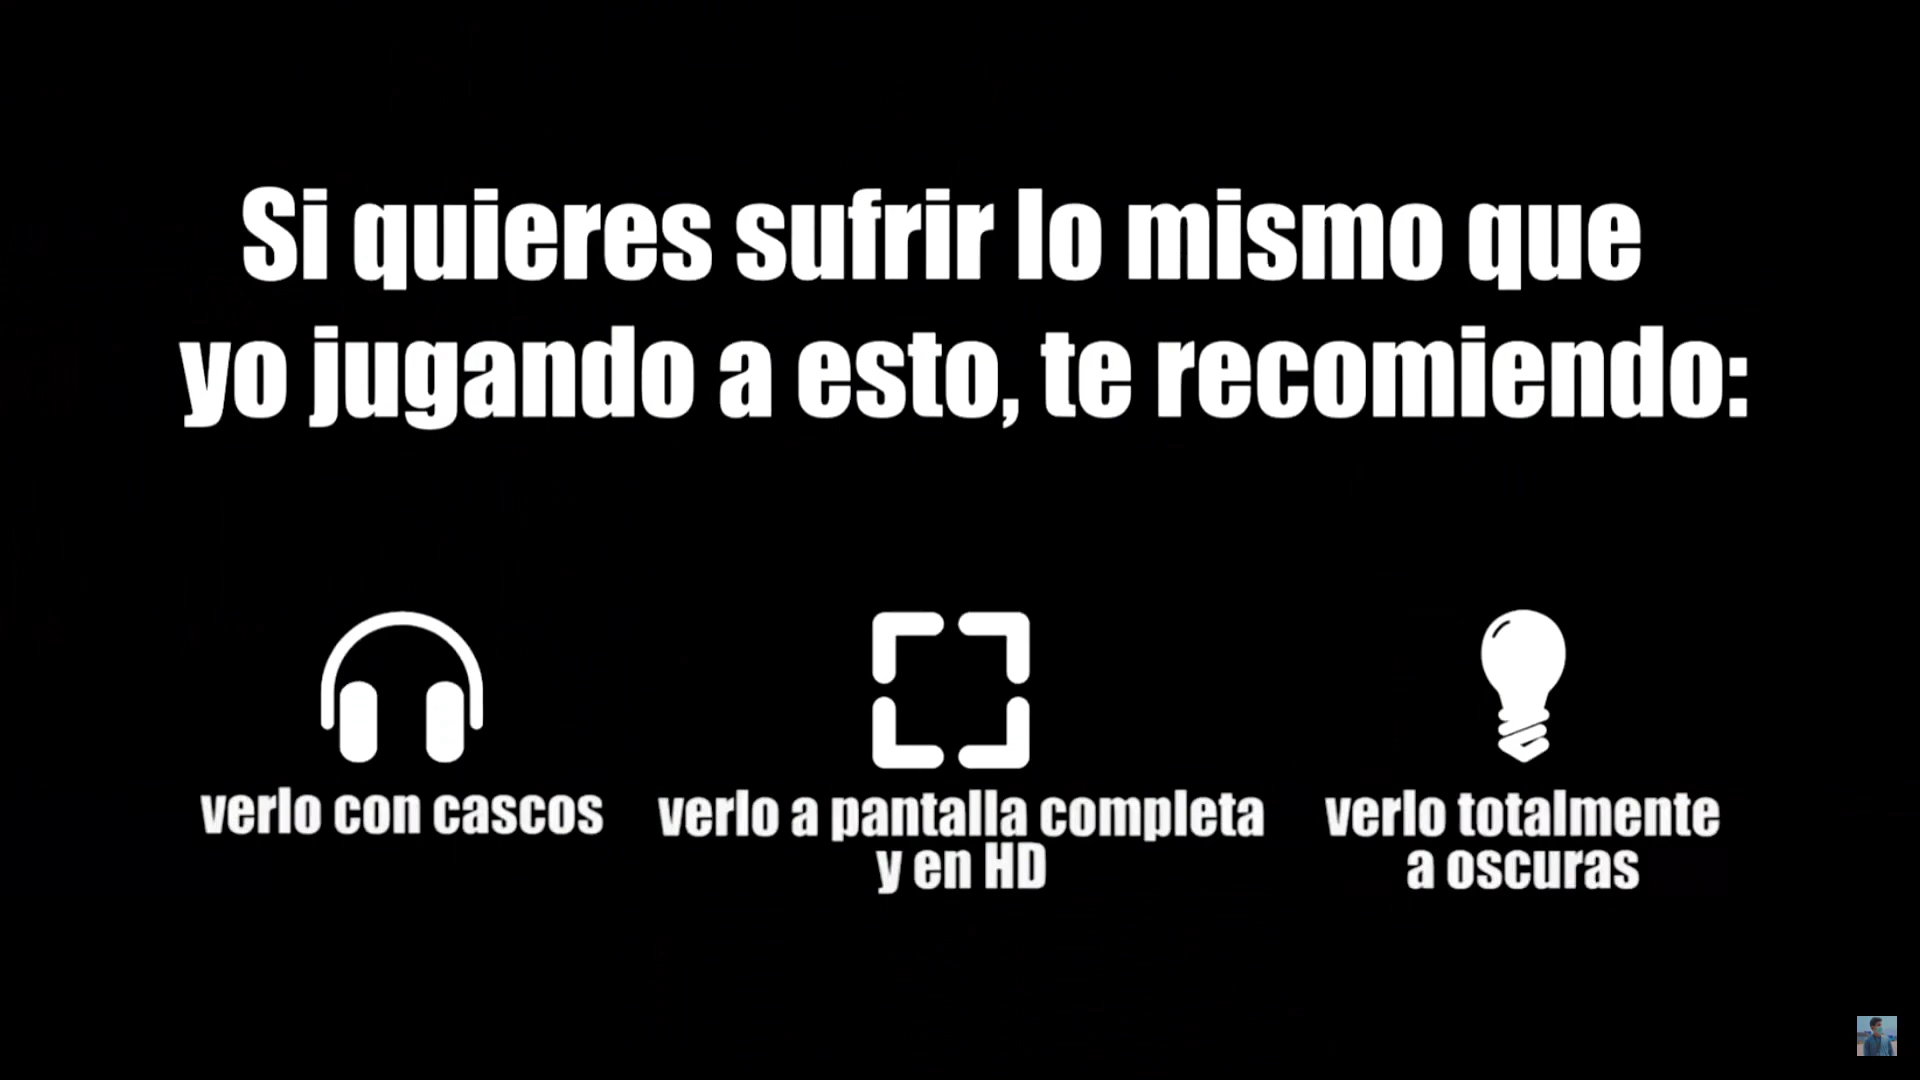 Si quieres sufrir lo mismo que
yo jugando a esto, te recomiendo:
verlo con cascos
verlo a pantalla completa
y en HD
verlo totalmente
a oscuras